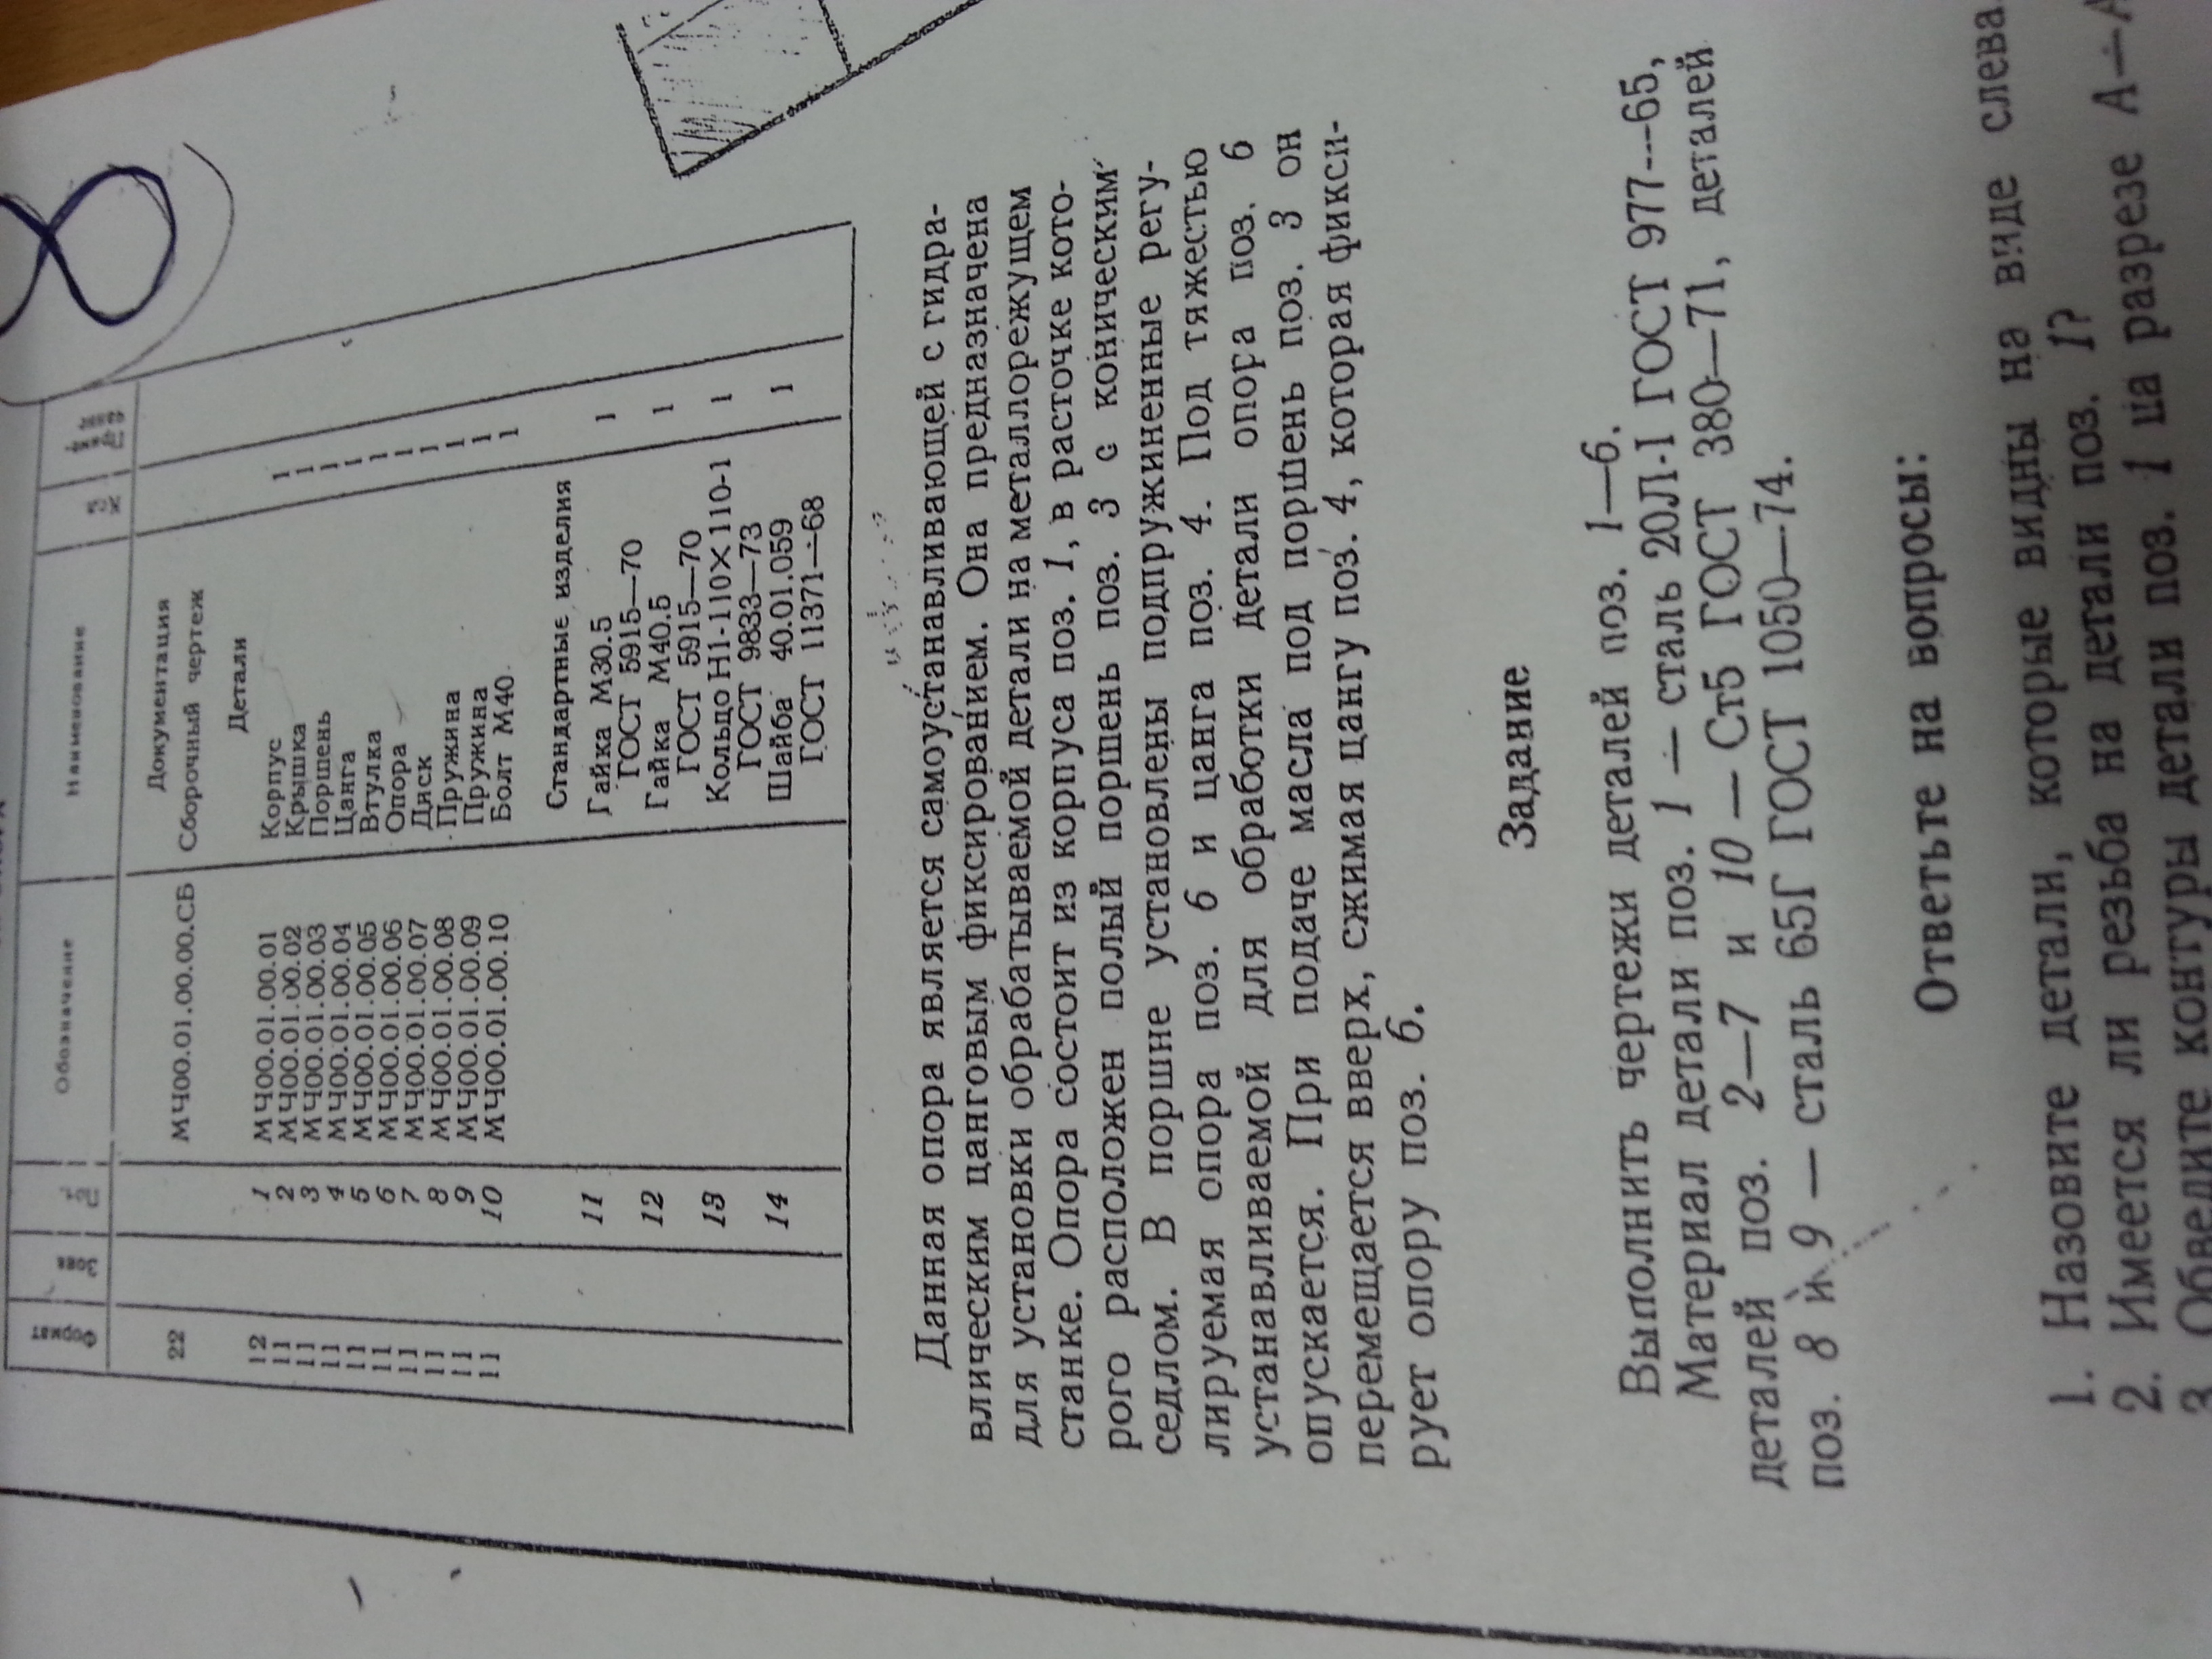 8
Формат
Зона
Поз.
Обозначение
Наименование
Документация
22 МЧ00.01.00.00.СБ Сборочный чертеж
Детали
12 1 МЧ00.01.00.01 Корпус 1
11 2 МЧ00.01.00.02 Крышка 1
11 3 МЧ00.01.00.03 Поршень 1
11 4 МЧ00.01.00.04 Цанга 1
11 5 МЧ00.01.00.05 Втулка 1
11 6 МЧ00.01.00.06 Опора 1
11 7 МЧ00.01.00.07 Диск 1
11 8 МЧ00.01.00.08 Пружина 1
11 9 МЧ00.01.00.09 Пружина 1
11 10 МЧ00.01.00.10 Болт М40 1
Стандартные изделия
11 Гайка М30.5 1
ГОСТ 5915—70
12 Гайка М40.5 1
ГОСТ 5915—70
13 Кольцо Н1-110×110-1 1
ГОСТ 9833—73
14 Шайба 40.01.059 1
ГОСТ 11371—68
Данная опора является самоустанавливающей с гидра-
влическим цанговым фиксированием. Она предназначена
для установки обрабатываемой детали на металлорежущем
станке. Опора состоит из корпуса поз. 1, в расточке кото-
рого расположен полый поршень поз. 3 с коническим
седлом. В поршне установлены подпружиненные регу-
лируемая опора поз. 6 и цанга поз. 4. Под тяжестью
устанавливаемой для обработки детали опора поз. 6
опускается. При подаче масла под поршень поз. 3 он
перемещается вверх, сжимая цангу поз. 4, которая фикси-
рует опору поз. 6.
Задание
Выполнить чертежи деталей поз. 1—6.
Материал детали поз. 1 — сталь 20Л-I ГОСТ 977—65,
деталей поз. 2—7 и 10 — Ст5 ГОСТ 380—71, деталей
поз. 8 и 9 — сталь 65Г ГОСТ 1050—74.
Ответьте на вопросы:
1. Назовите детали, которые видны на виде слева.
2. Имеется ли резьба на детали поз. 1?
3. Обведите контуры детали поз. 1 на разрезе А—А